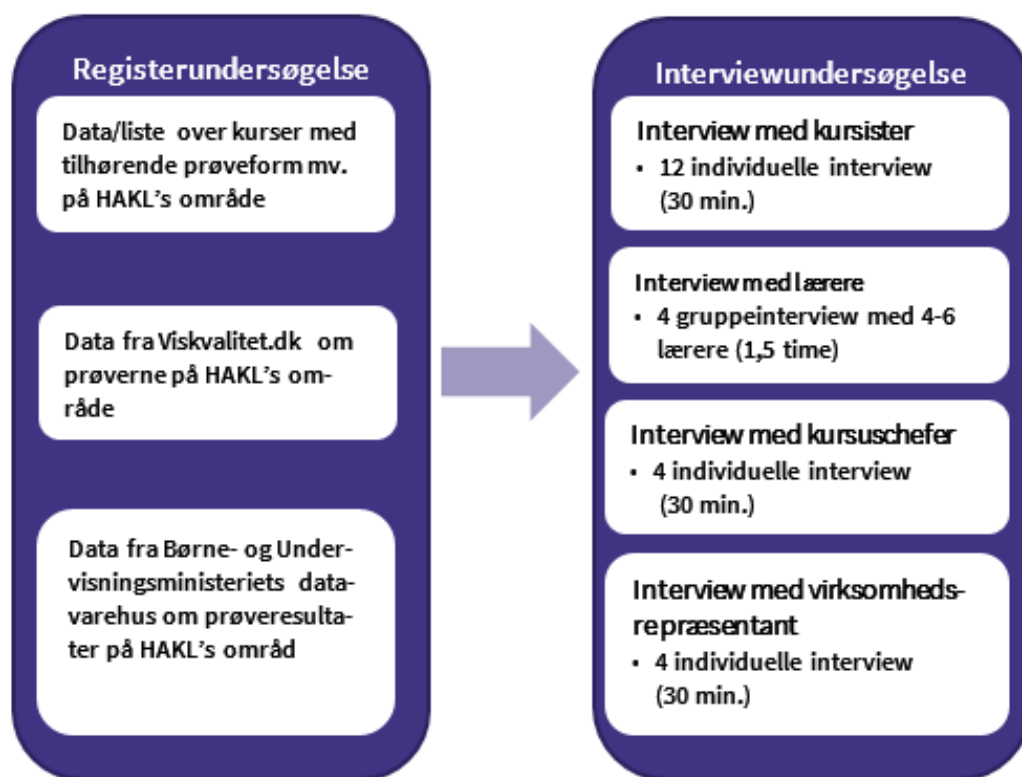 Registerundersøgelse
Data/liste over kurser med
tilhørende prøveform mv.
på HAKL's område
Data fra Viskvalitet.dk om
prøverne på HAKL's om-
råde
Data fra Børne- og Under-
visningsministeriets data-
varehus om prøveresulta-
ter på HAKL's områd
Interviewundersøgelse
Interview med kursister
• 12 individuelle interview
(30 min.)
Interview med lærere
• 4 gruppeinterview med 4-6
lærere (1,5 time)
Interview med kursuschefer
• 4 individuelle interview
(30 min.)
Interview med virksomheds-
repræsentant
• 4 individuelle interview
(30 min.)